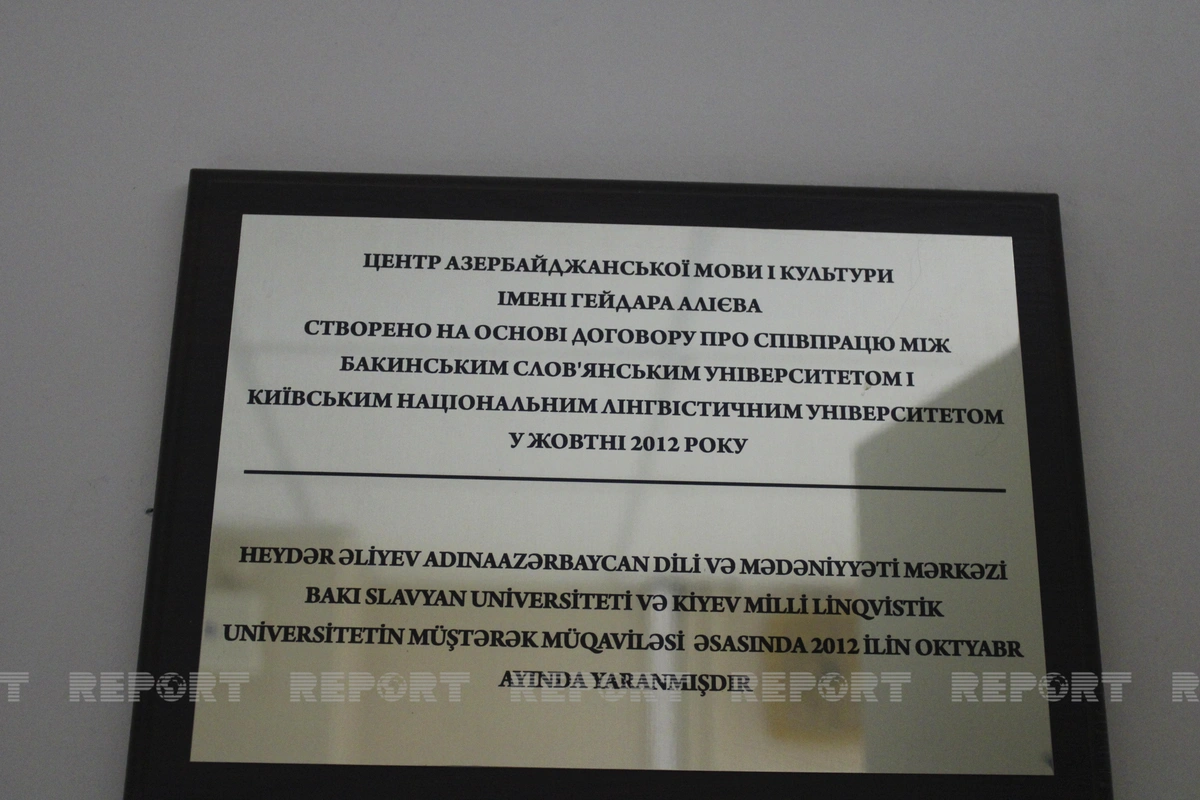 ЦЕНТР АЗЕРБАЙДЖАНСЬКОЇ МОВИ І КУЛЬТУРИ
ІМЕНІ ГЕЙДАРА АЛІЄВА
СТВОРЕНО НА ОСНОВІ ДОГОВОРУ ПРО СПІВПРАЦЮ МІЖ
БАКИНСЬКИМ СЛОВ'ЯНСЬКИМ УНІВЕРСИТЕТОМ І
КИЇВСЬКИМ НАЦІОНАЛЬНИМ ЛІНГВІСТИЧНИМ УНІВЕРСИТЕТОМ
У ЖОВТНІ 2012 РОКУ
HEYDƏR ƏLİYEV ADINAAZƏRBAYCAN DİLİ VƏ MƏDƏNİYYƏTİ MƏRKƏZİ
BAKI SLAVYAN UNİVERSİTETİ VƏ KİYEV MİLLİ LİNQVİSTİK
UNİVERSİTETİN MÜŞTƏRƏK MÜQAVİLƏSİ ƏSASINDA 2012 İLİN OKTYABR
AYINDA YARANMIŞDIR
T REPORT REPORT REPORT REPORT REPORT R